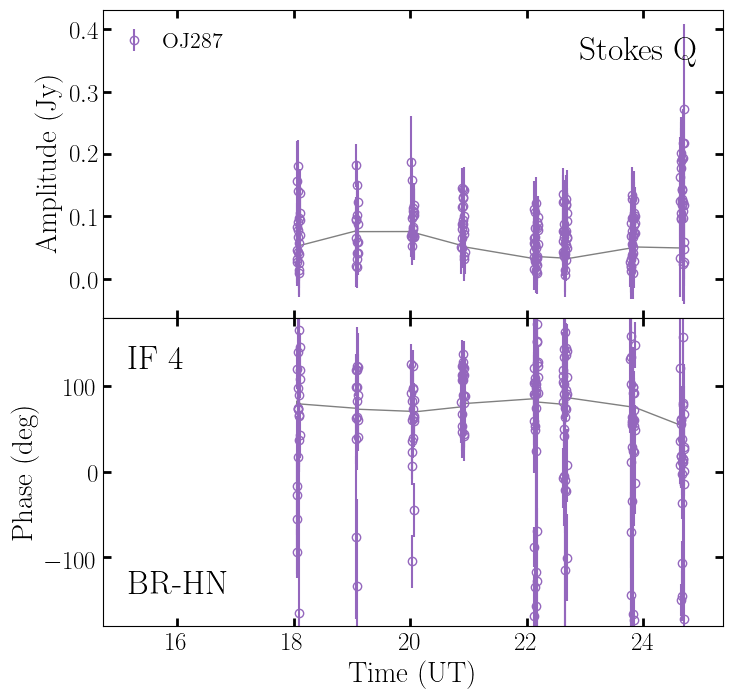 OJ287
Stokes Q
Amplitude (Jy)
0.4
0.3
0.2
0.1
0.0
IF 4
BR-HN
Phase (deg)
100
0
−100
16 18 20 22 24
Time (UT)